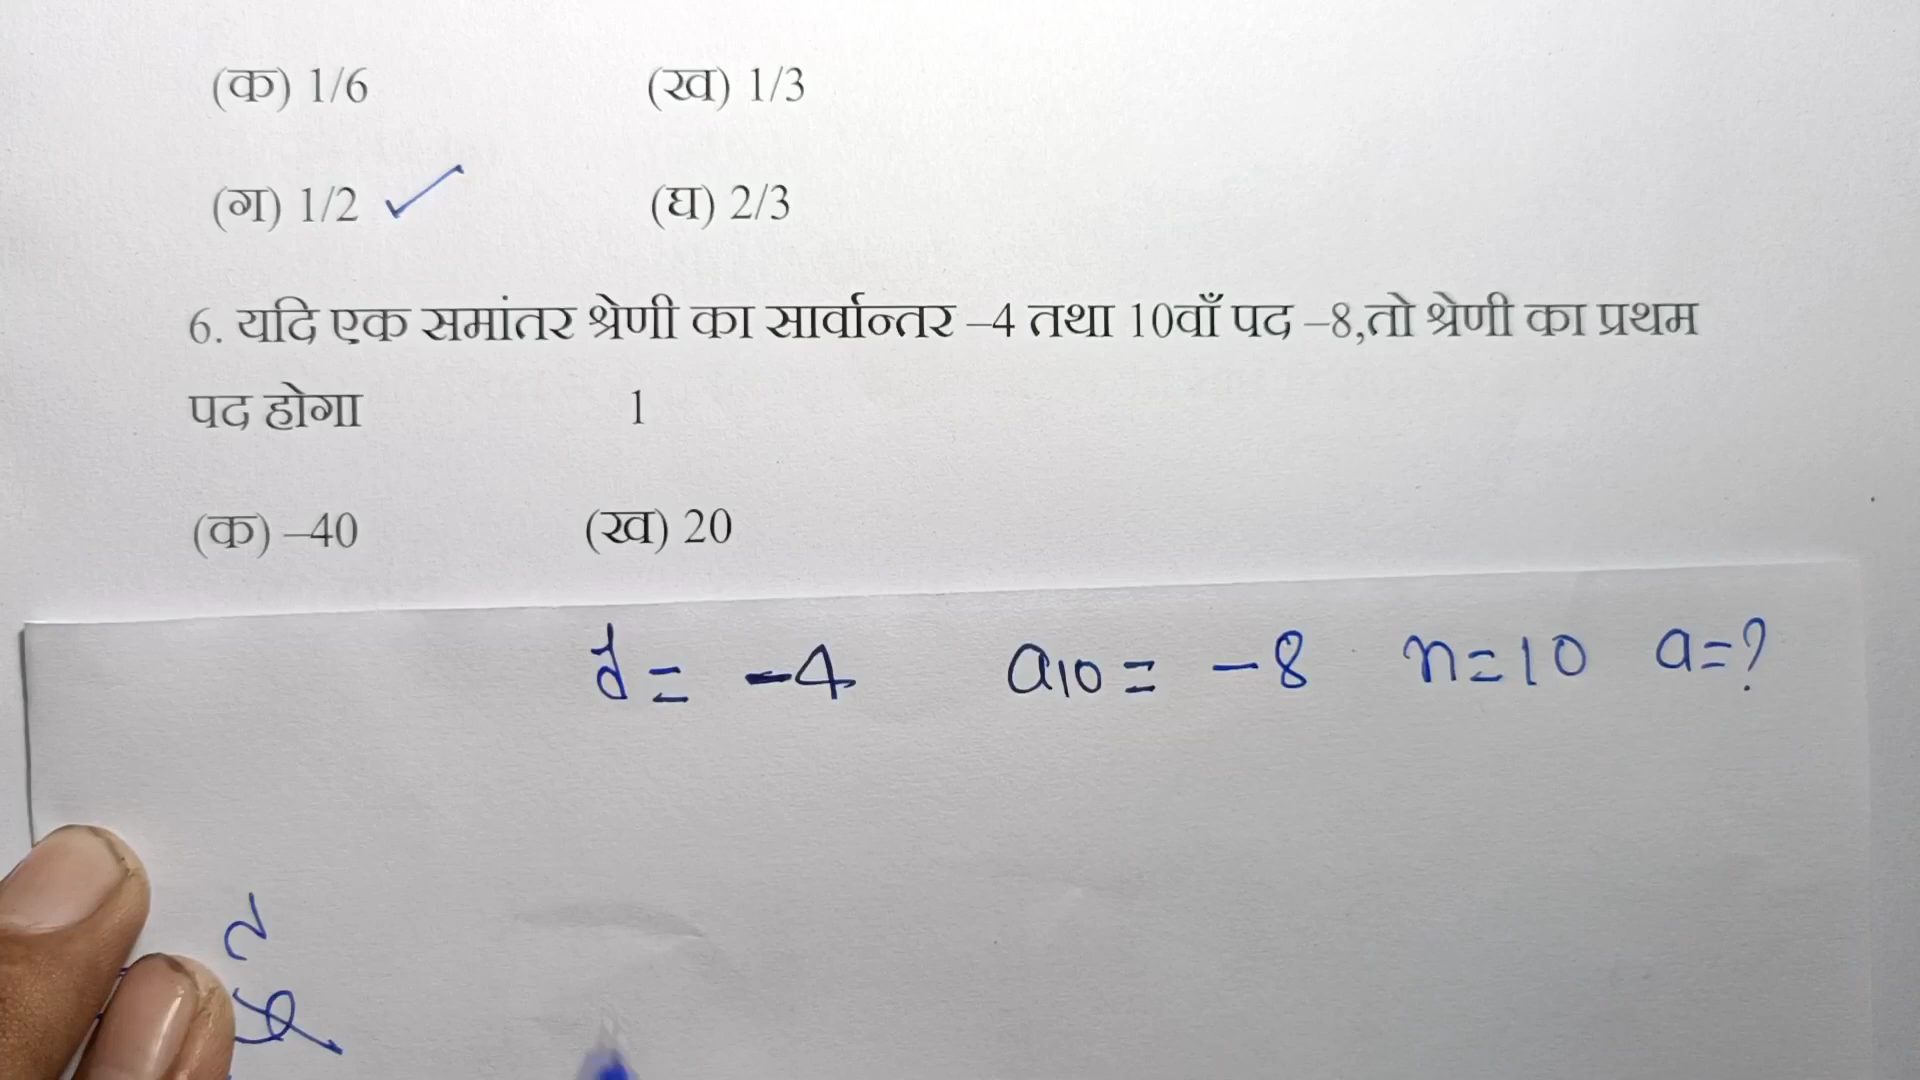 (क) 1/6 (ख) 1/3
(ग) 1/2 ✓ (घ) 2/3
6. यदि एक समांतर श्रेणी का सार्वान्तर –4 तथा 10वाँ पद –8,तो श्रेणी का प्रथम
पद होगा 1
(क) –40 (ख) 20
d = -4 a10 = -8 n=10 a=?